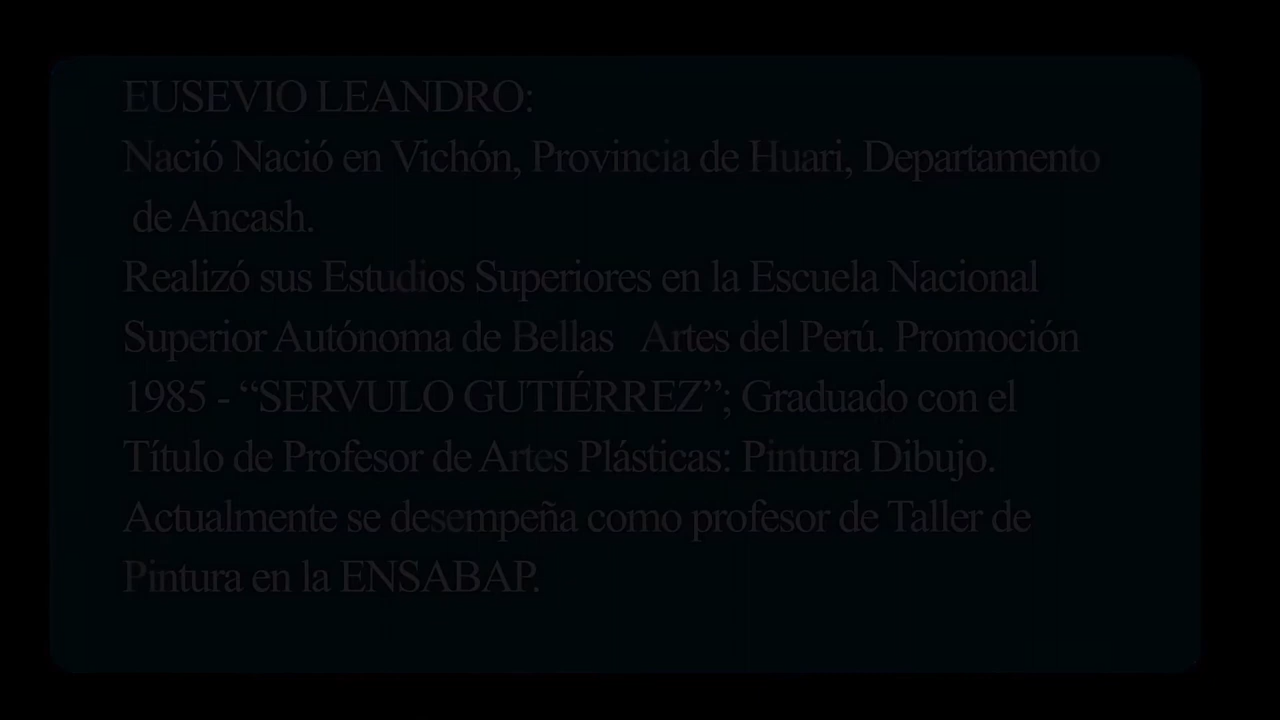 EUSEVIO LEANDRO:
Nació Nació en Vichón, Provincia de Huari, Departamento
de Ancash.
Realizó sus Estudios Superiores en la Escuela Nacional
Superior Autónoma de Bellas Artes del Perú. Promoción
1985 - “SERVULO GUTIÉRREZ”; Graduado con el
Título de Profesor de Artes Plásticas: Pintura Dibujo.
Actualmente se desempeña como profesor de Taller de
Pintura en la ENSABAP.